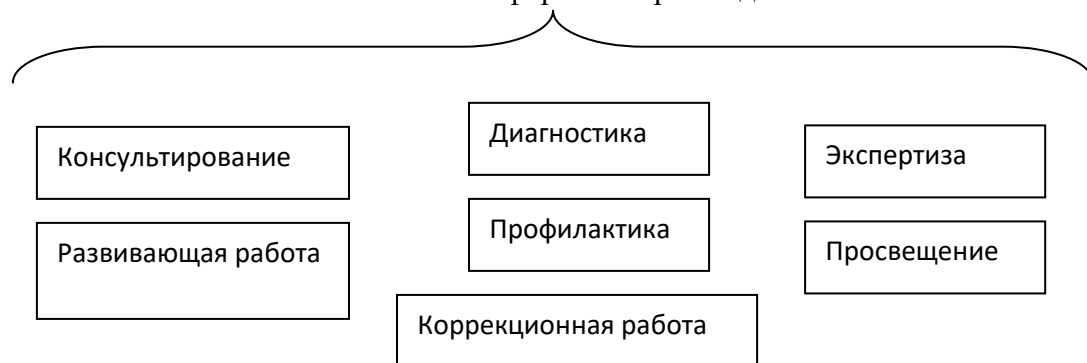 Консультирование
Диагностика
Экспертиза
Развивающая работа
Профилактика
Просвещение
Коррекционная работа